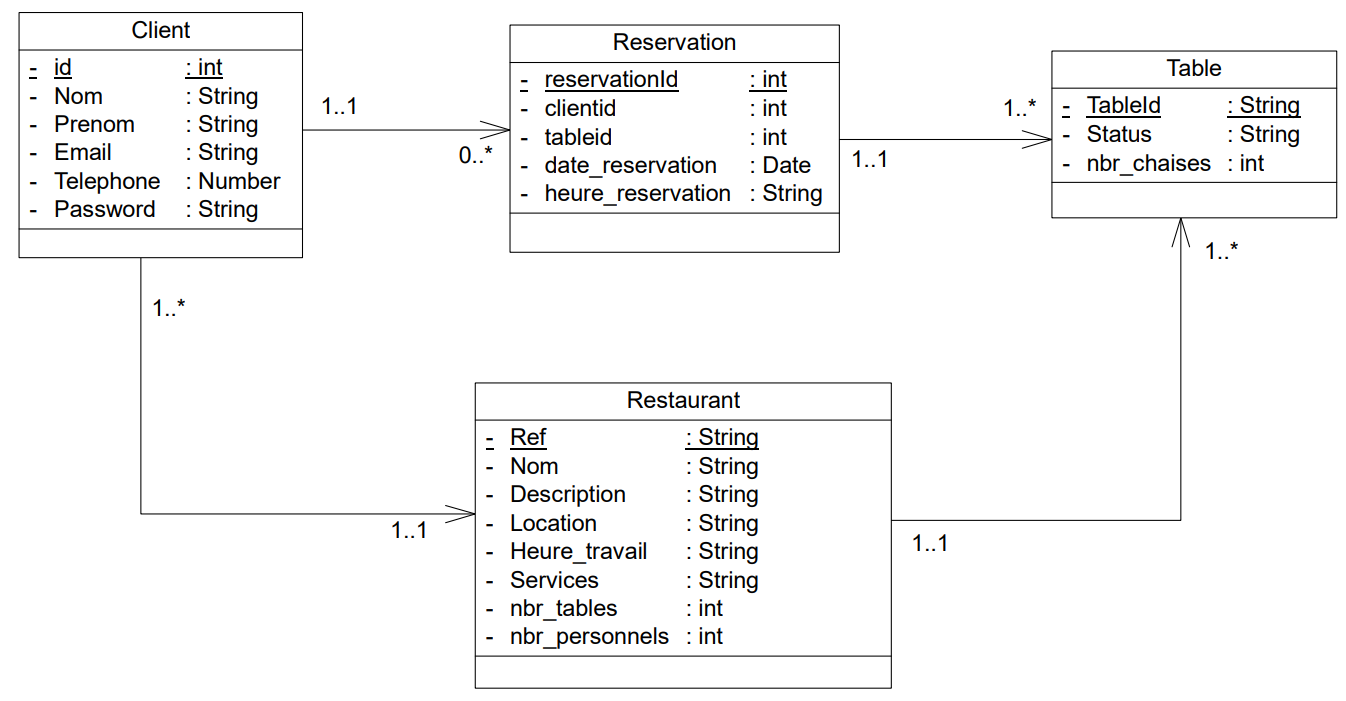 Client
- id : int
- Nom : String
- Prenom : String
- Email : String
- Telephone : Number
- Password : String
1..1
0..*
Reservation
- reservationId : int
- clientid : int
- tableid : int
- date_reservation : Date
- heure_reservation : String
1..*
1..1
Table
- TableId : String
- Status : String
- nbr_chaises : int
1..*
1..*
1..1
Restaurant
- Ref : String
- Nom : String
- Description : String
- Location : String
- Heure_travail : String
- Services : String
- nbr_tables : int
- nbr_personnels : int
1..1